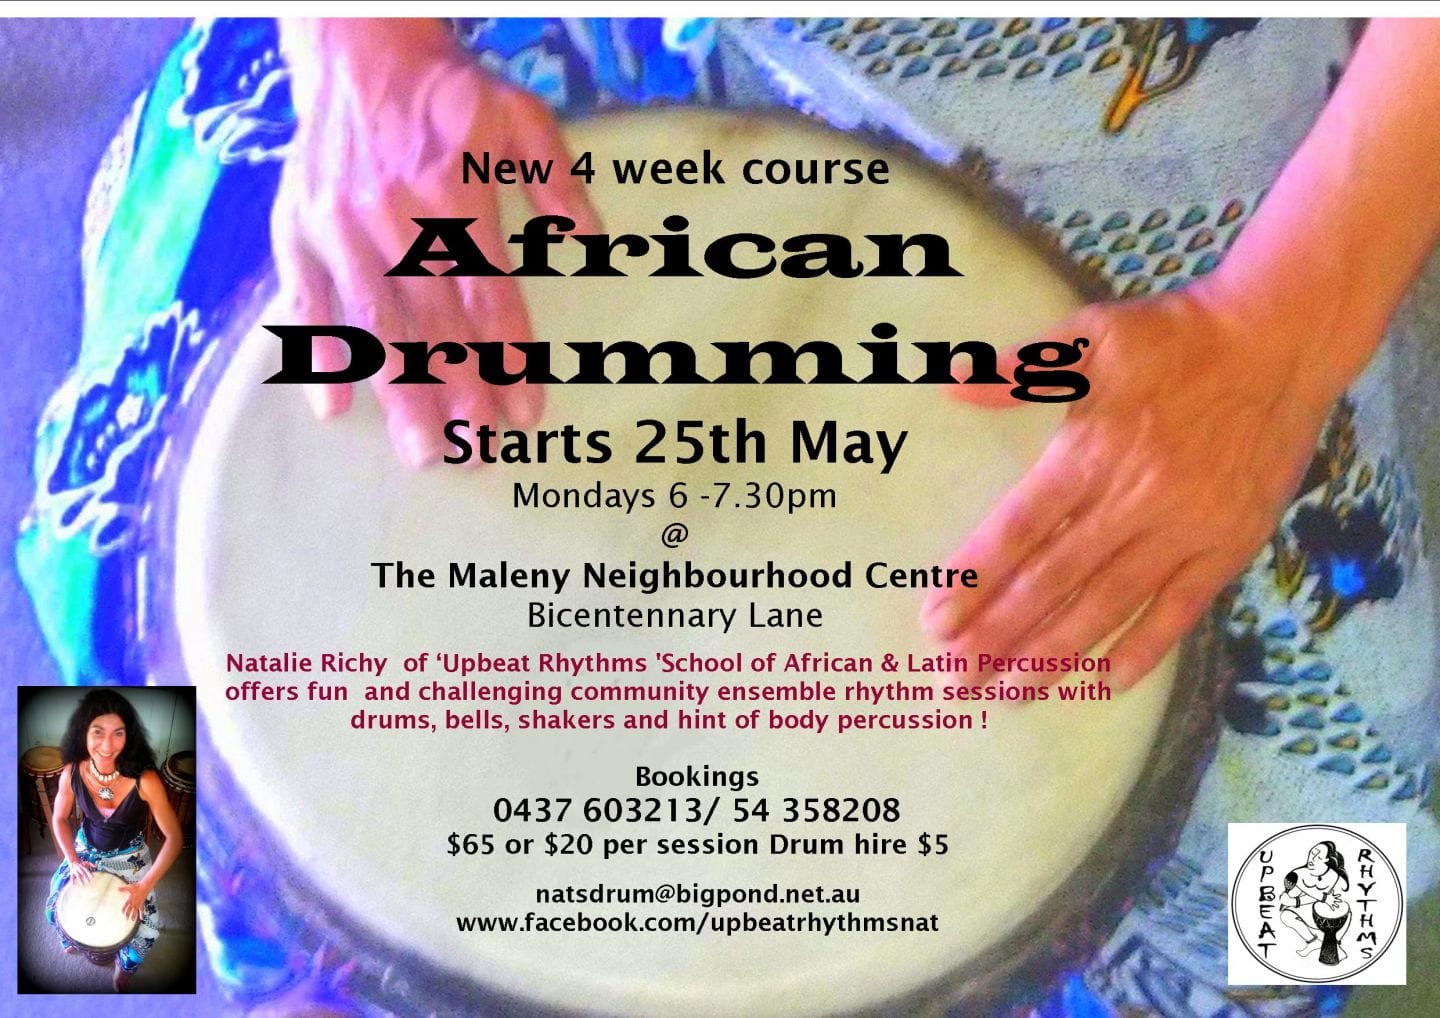 New 4 week course
African
Drumming
Starts 25th May
Mondays 6 -7.30pm
@
The Maleny Neighbourhood Centre
Bicentennary Lane
Natalie Richy  of ‘Upbeat Rhythms 'School of African & Latin Percussion
offers fun  and challenging community ensemble rhythm sessions with
drums, bells, shakers and hint of body percussion !
Bookings
0437 603213/ 54 358208
$65 or $20 per session Drum hire $5
natsdrum@bigpond.net.au
www.facebook.com/upbeatrhythmsnat
UPBEAT
RHYTHMS